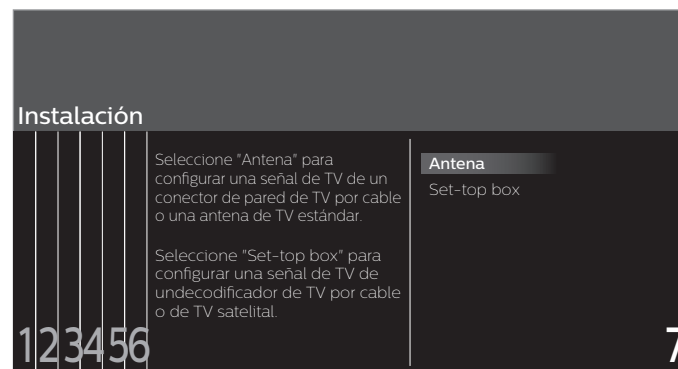 Instalación
Seleccione "Antena" para
configurar una señal de TV de un
conector de pared de TV por cable
o una antena de TV estándar.
Seleccione "Set-top box" para
configurar una señal de TV de
undecodificador de TV por cable
o de TV satelital.
Antena
Set-top box
123456
7